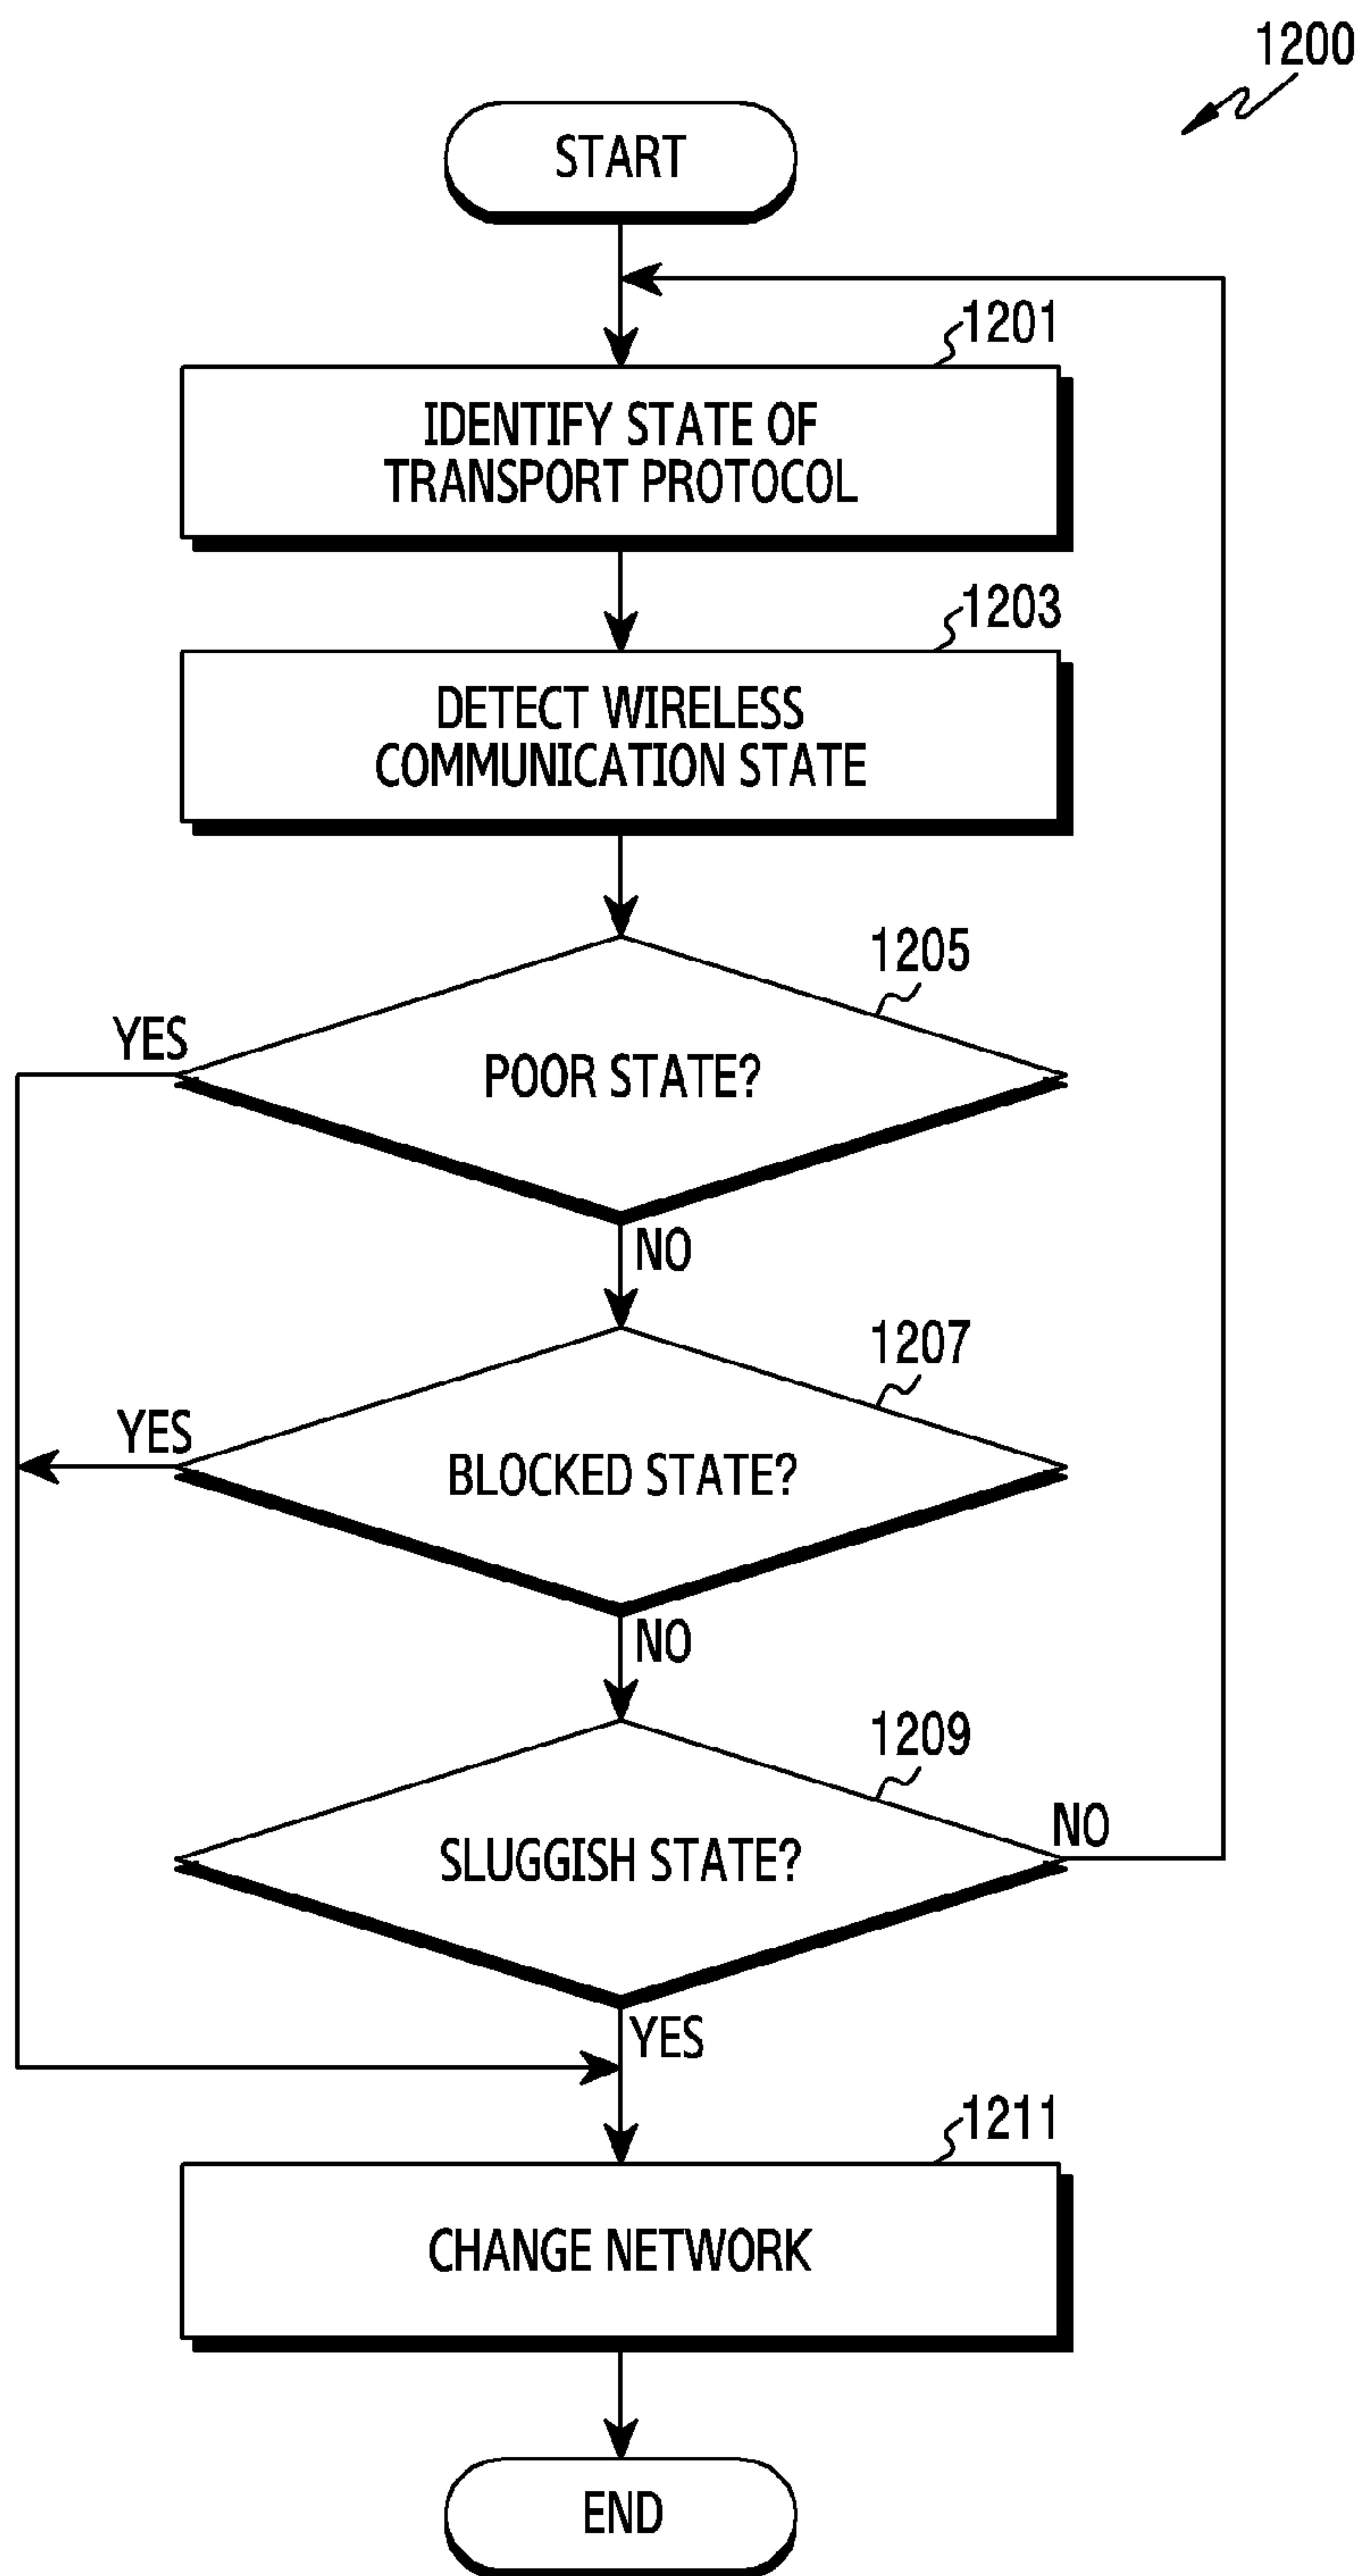 1200
START
1201
IDENTIFY STATE OF
TRANSPORT PROTOCOL
1203
DETECT WIRELESS
COMMUNICATION STATE
1205
YES
POOR STATE?
NO
1207
YES
BLOCKED STATE?
NO
1209
NO
SLUGGISH STATE?
YES
1211
CHANGE NETWORK
END